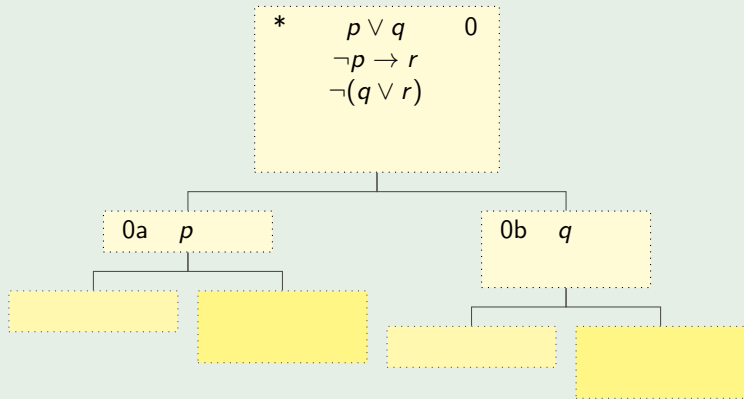 * p ∨ q 0
¬p → r
¬(q ∨ r)
0a p
0b q